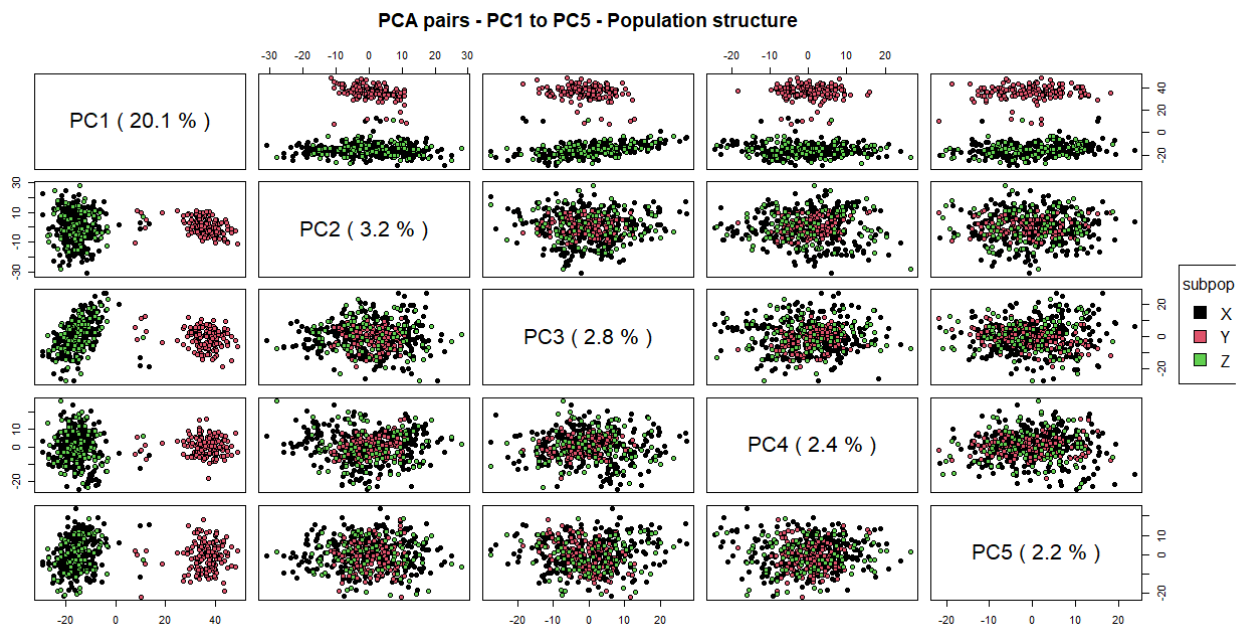 PCA pairs - PC1 to PC5 - Population structure
-30 -10 0 10 20 30
-20 -10 0 10 20
PC1 ( 20.1 % )
-20 0 20 40
-30 -10 10 30
PC2 ( 3.2 % )
subpop
X
Y
Z
PC3 ( 2.8 % )
-20 0 20
-20 0 10
PC4 ( 2.4 % )
PC5 ( 2.2 % )
-20 0 10
-20 0 20 40
-20 -10 0 10 20
-20 -10 0 10 20